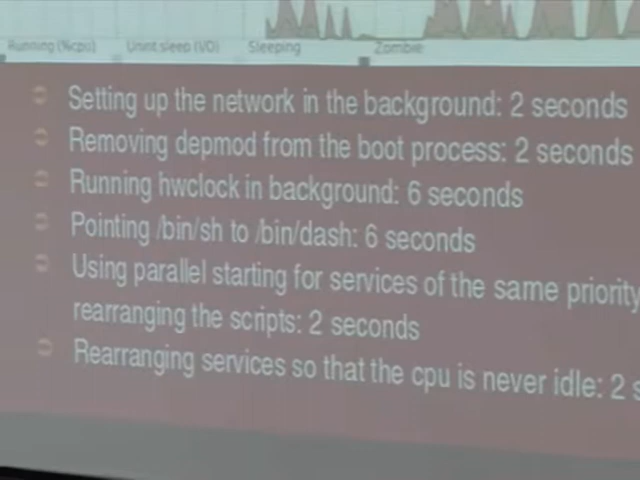 Running (%cpu) Unint.sleep (I/O) Sleeping Zombie
Setting up the network in the background: 2 seconds
Removing depmod from the boot process: 2 seconds
Running hwclock in background: 6 seconds
Pointing /bin/sh to /bin/dash: 6 seconds
Using parallel starting for services of the same priority
rearranging the scripts: 2 seconds
Rearranging services so that the cpu is never idle: 2 s